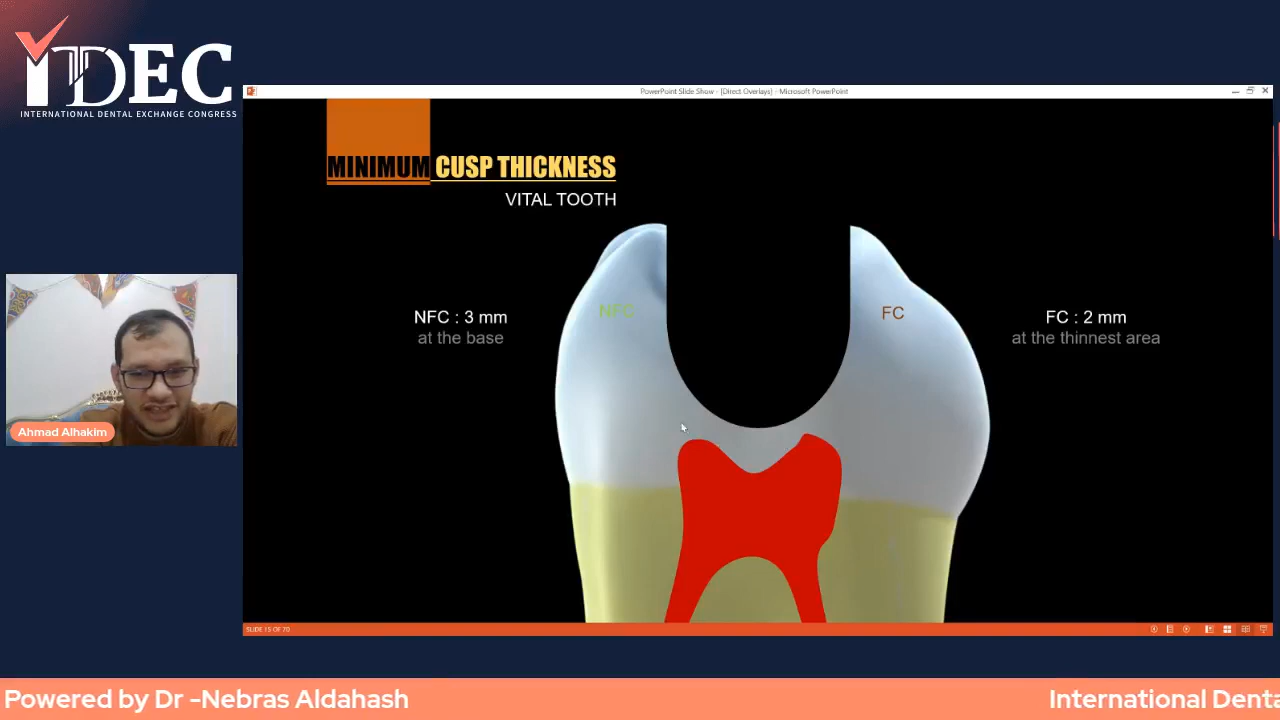 IDEC
INTERNATIONAL DENTAL EXCHANGE CONGRESS
PowerPoint Slide Show - [Direct Overlays] - Microsoft PowerPoint
MINIMUM CUSP THICKNESS
VITAL TOOTH
NFC : 3 mm
at the base
NFC
FC
FC : 2 mm
at the thinnest area
Ahmad Alhakim
SLIDE 15 OF 70
Powered by Dr -Nebras Aldahash
International Denta